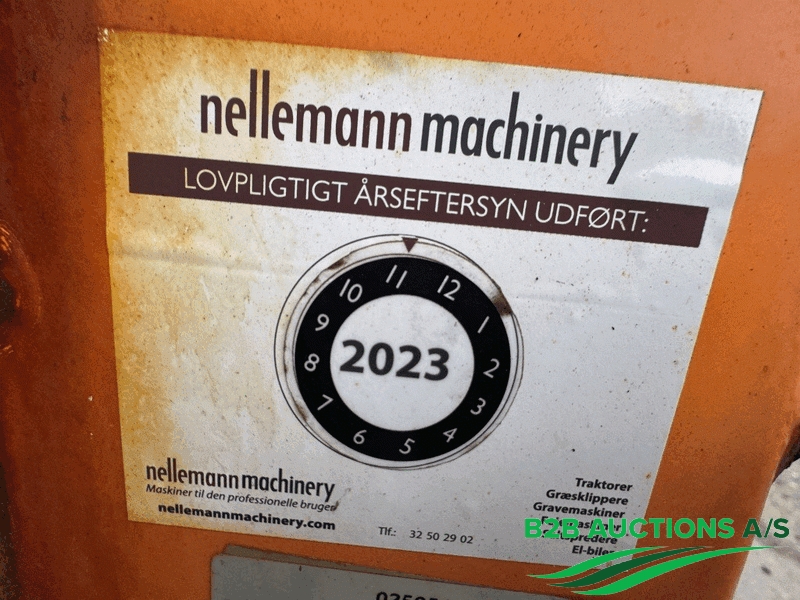 nellemann machinery
LOVPLIGTIGT ÅRSEFTERSYN UDFØRT:
11
12
1
2
3
4
5
6
7
8
9
10
2023
nellemann machinery
Maskiner til den professionelle bruger
nellemannmachinery.com
Tlf.: 32 50 29 02
Traktorer
Græsklippere
Gravemaskiner
El-biler
B2B AUCTIONS A/S